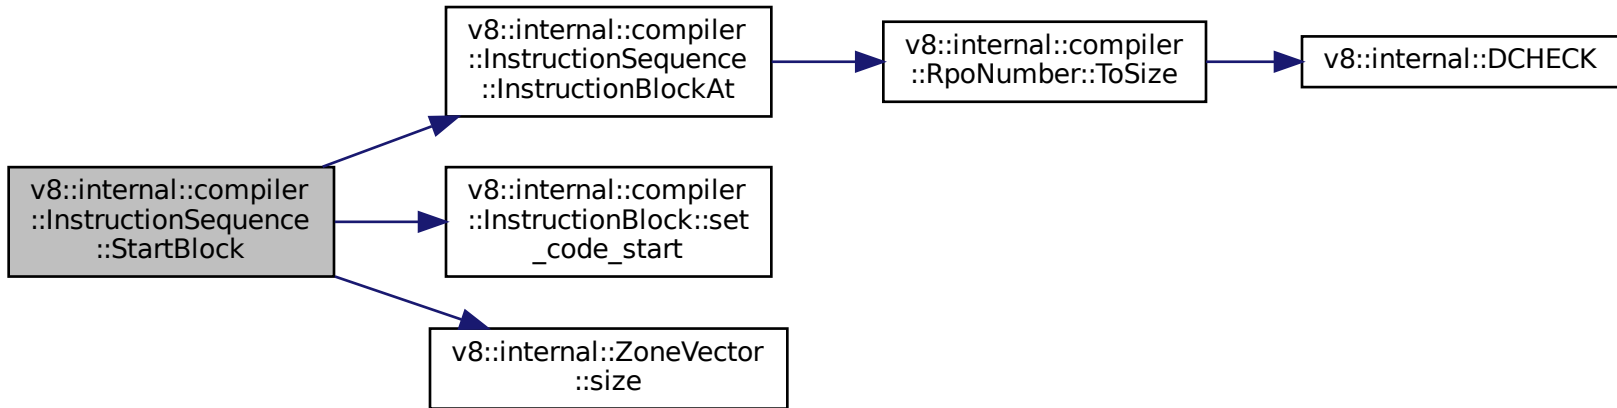 v8::internal::compiler
::InstructionSequence
::InstructionBlockAt
v8::internal::compiler
::RpoNumber::ToSize
v8::internal::DCHECK
v8::internal::compiler
::InstructionSequence
::StartBlock
v8::internal::compiler
::InstructionBlock::set
_code_start
v8::internal::ZoneVector
::size